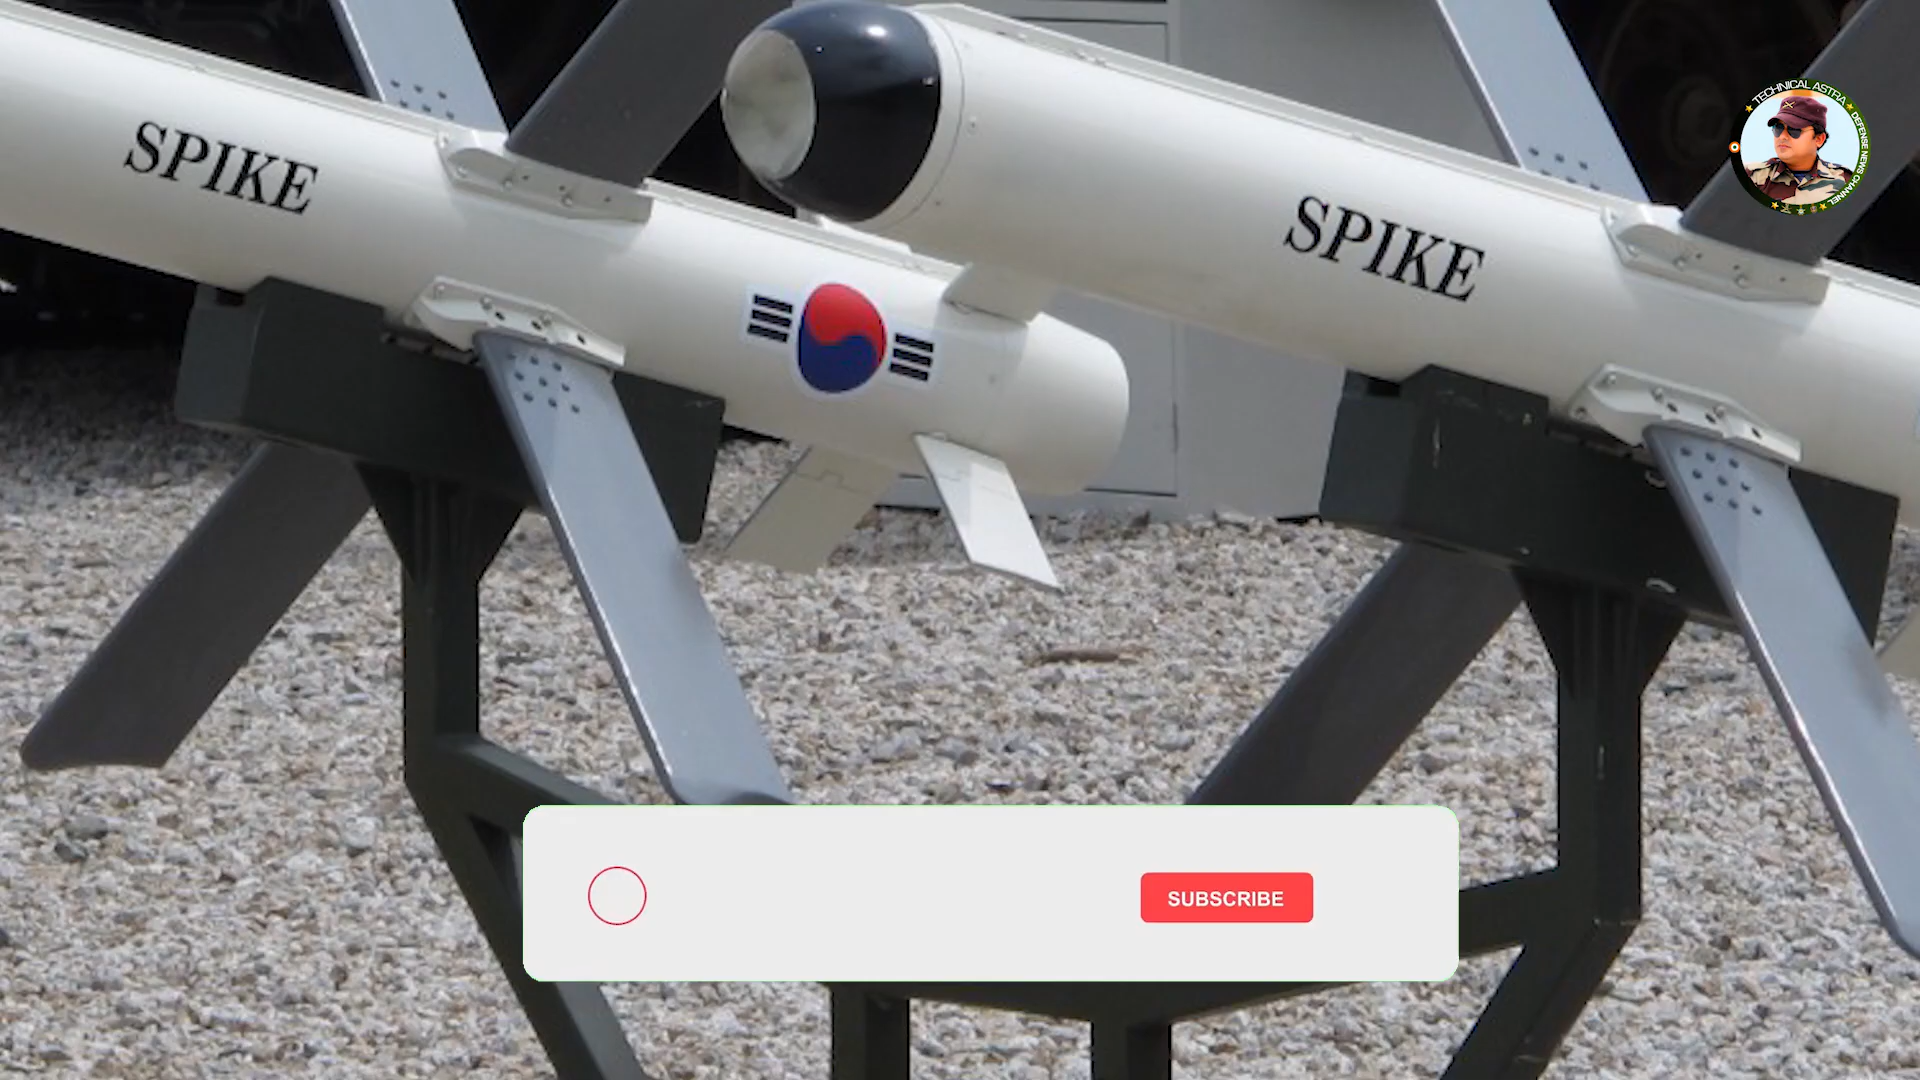 SPIKE
SPIKE
TECHNICAL ASTRA
DEFENSE NEWS CHANNEL
SUBSCRIBE